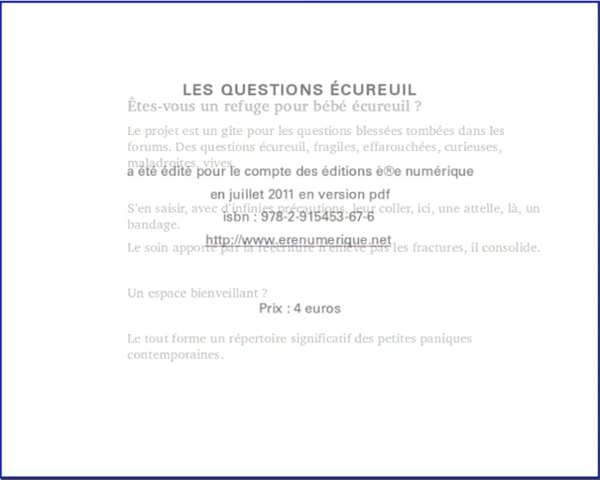 LES QUESTIONS ÉCUREUIL
Êtes-vous un refuge pour bébé écureuil ?
Le projet est un gîte pour les questions blessées tombées dans les
forums. Des questions écureuil, fragiles, effarouchées, curieuses,
maladroites, vives.
a été édité pour le compte des éditions è®e numérique
en juillet 2011 en version pdf
S'en saisir, avec d'infinies précautions, leur coller, ici, une attelle, là, un
isbn : 978-2-915453-67-6
bandage.
http://www.erenumerique.net
Le soin apporté par la réécriture n'enlève pas les fractures, il consolide.
Un espace bienveillant ?
Prix : 4 euros
Le tout forme un répertoire significatif des petites paniques
contemporaines.